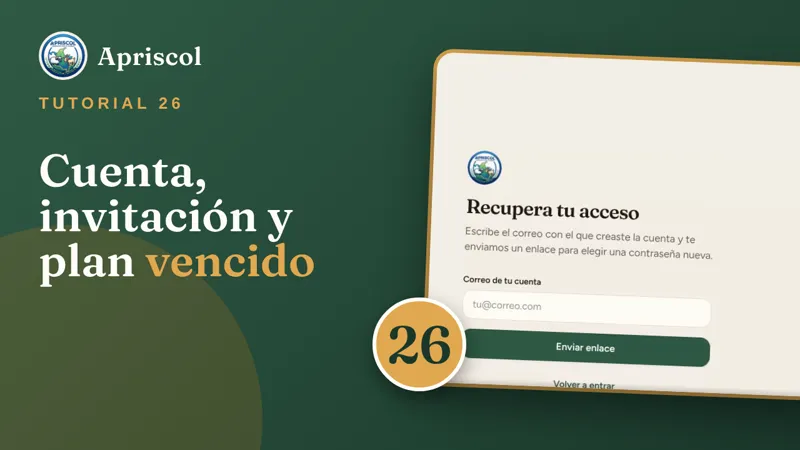 APRISCOL
Apriscol
TUTORIAL 26
Cuenta,
invitación y
plan vencido
APRISCOL
Recupera tu acceso
Escribe el correo con el que creaste la cuenta y te
enviamos un enlace para elegir una contraseña nueva.
Correo de tu cuenta
tu@correo.com
Enviar enlace
Volver a entrar
26